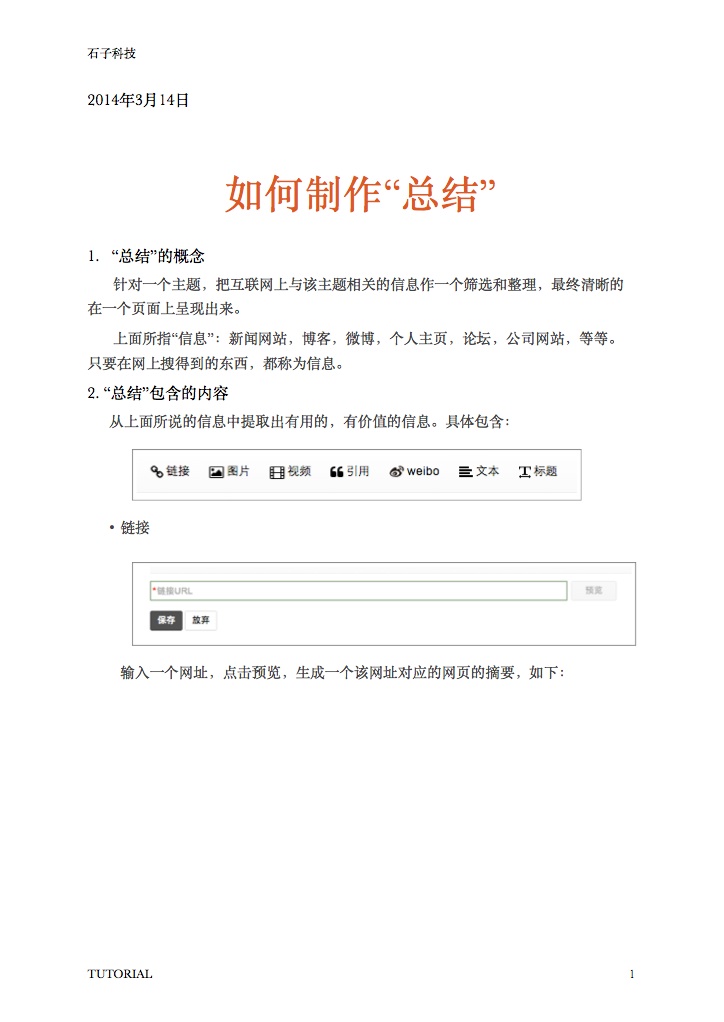 石子科技
2014年3月14日
如何制作“总结”
1. “总结”的概念
针对一个主题，把互联网上与该主题相关的信息作一个筛选和整理，最终清晰的
在一个页面上呈现出来。
上面所指“信息”：新闻网站，博客，微博，个人主页，论坛，公司网站，等等。
只要在网上搜得到的东西，都称为信息。
2. “总结”包含的内容
从上面所说的信息中提取出有用的，有价值的信息。具体包含：
链接 图片 视频 引用 weibo 文本 标题
• 链接
*链接URL 预览
保存 放弃
输入一个网址，点击预览，生成一个该网址对应的网页的摘要，如下：
TUTORIAL 1